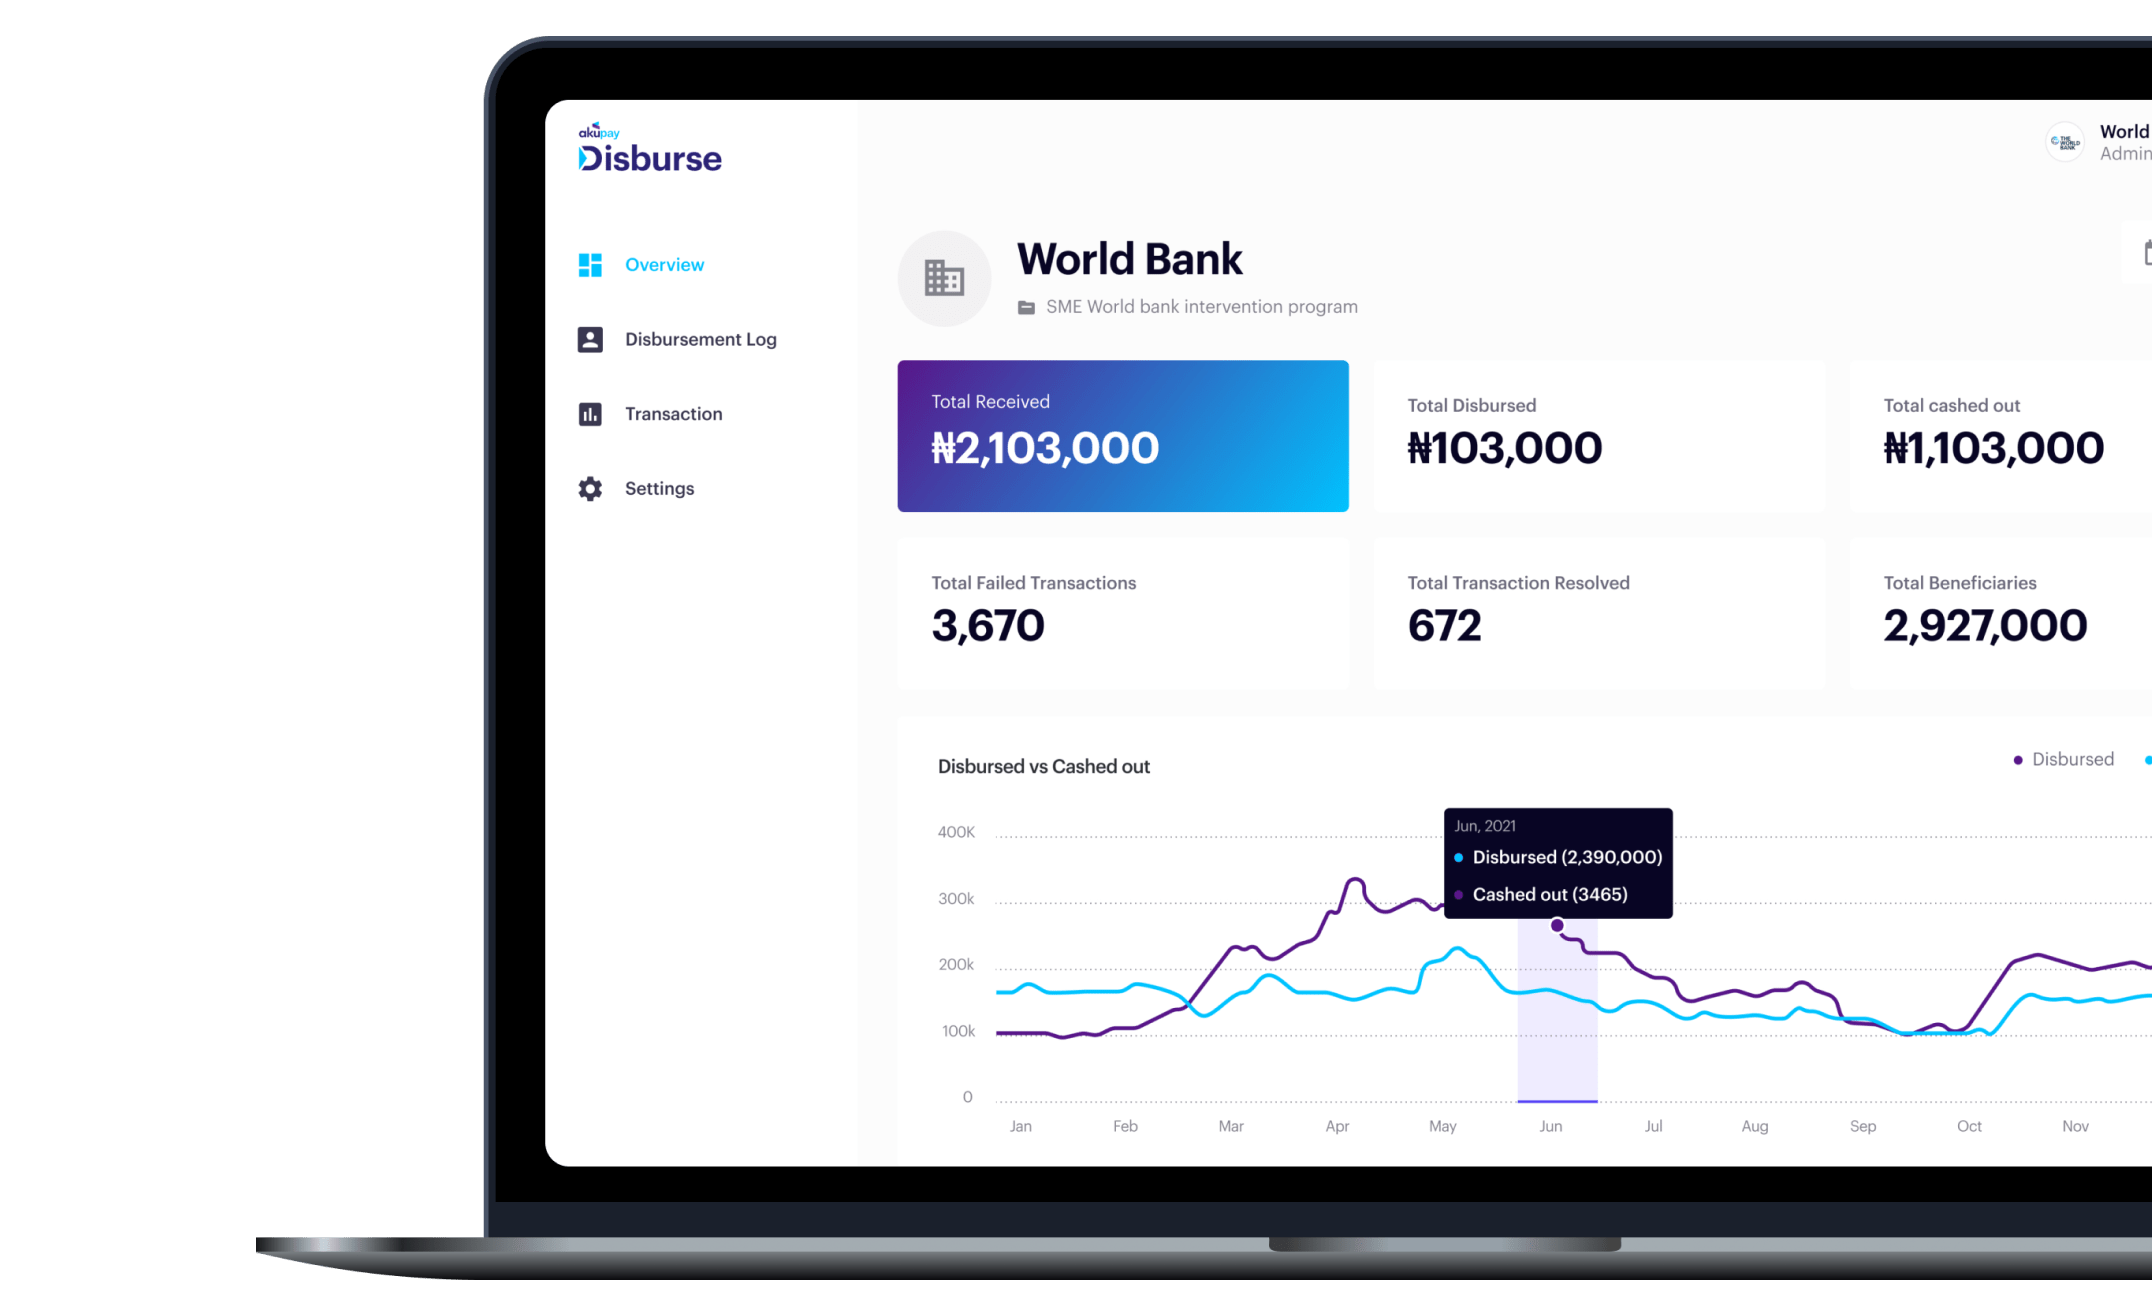 akupay
Disburse
World
Admin
THE
WORLD
BANK
Overview
Disbursement Log
Transaction
Settings
World Bank
SME World bank intervention program
Total Received
₦2,103,000
Total Disbursed
₦103,000
Total cashed out
₦1,103,000
Total Failed Transactions
3,670
Total Transaction Resolved
672
Total Beneficiaries
2,927,000
Disbursed vs Cashed out
Disbursed
400K
300k
200k
100k
0
Jun, 2021
Disbursed (2,390,000)
Cashed out (3465)
Jan Feb Mar Apr May Jun Jul Aug Sep Oct Nov